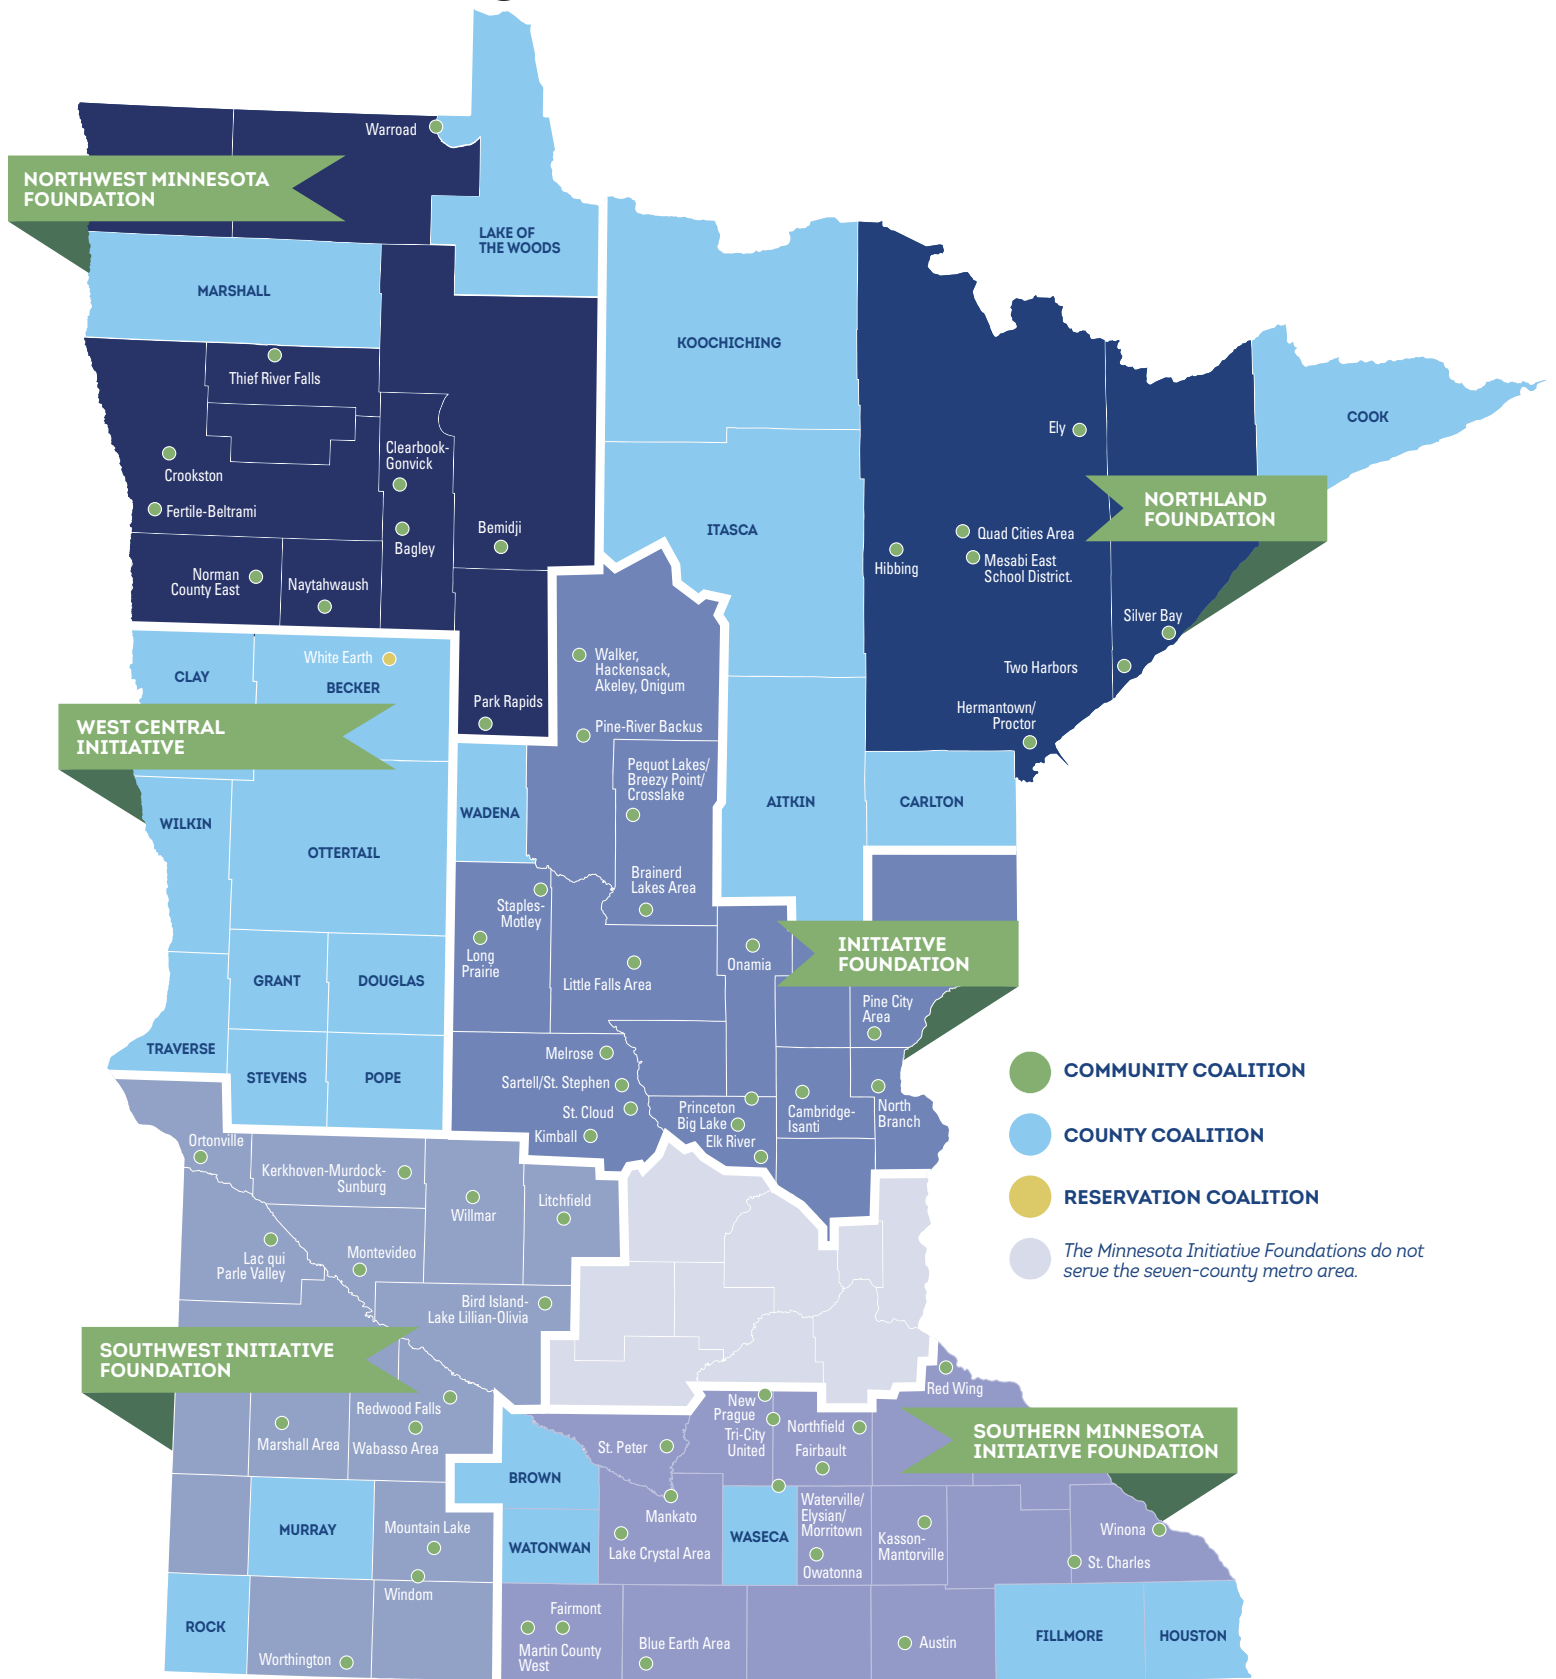 Warroad
NORTHWEST MINNESOTA
FOUNDATION
LAKE OF
THE WOODS
MARSHALL
KOOCHICHING
Thief River Falls
COOK
Ely
Clearbook-
Gonvick
Crookston
Fertile-Beltrami
NORTHLAND
FOUNDATION
Bemidji
ITASCA
Quad Cities Area
Bagley
Hibbing
Mesabi East
School District.
Norman
County East
Naytahwaush
Silver Bay
White Earth
Walker,
Hackensack,
Akeley, Onigum
Two Harbors
CLAY
BECKER
Park Rapids
Hermantown/
Proctor
WEST CENTRAL
INITIATIVE
Pine-River Backus
Pequot Lakes/
Breezy Point/
Crosslake
AITKIN
CARLTON
WADENA
WILKIN
OTTERTAIL
Brainerd
Lakes Area
Staples-
Motley
INITIATIVE
FOUNDATION
Long
Prairie
Onamia
GRANT
DOUGLAS
Little Falls Area
Pine City
Area
TRAVERSE
Melrose
COMMUNITY COALITION
STEVENS
POPE
Sartell/St. Stephen
St. Cloud
Princeton
Big Lake
Elk River
Cambridge-
Isanti
North
Branch
Kimball
COUNTY COALITION
Ortonville
Kerkhoven-Murdock-
Sunburg
Litchfield
RESERVATION COALITION
Willmar
Lac qui
Parle Valley
Montevideo
The Minnesota Initiative Foundations do not
serve the seven-county metro area.
Bird Island-
Lake Lillian-Olivia
SOUTHWEST INITIATIVE
FOUNDATION
Red Wing
New
Prague
Redwood Falls
Marshall Area
Wabasso Area
St. Peter
Tri-City
United
Northfield
Fairbault
SOUTHERN MINNESOTA
INITIATIVE FOUNDATION
BROWN
Mankato
Waterville/
Elysian/
Morritown
MURRAY
Mountain Lake
WATONWAN
Lake Crystal Area
WASECA
Kasson-
Mantorville
Winona
St. Charles
Owatonna
Windom
ROCK
Fairmont
Worthington
Martin County
West
Blue Earth Area
Austin
FILLMORE
HOUSTON